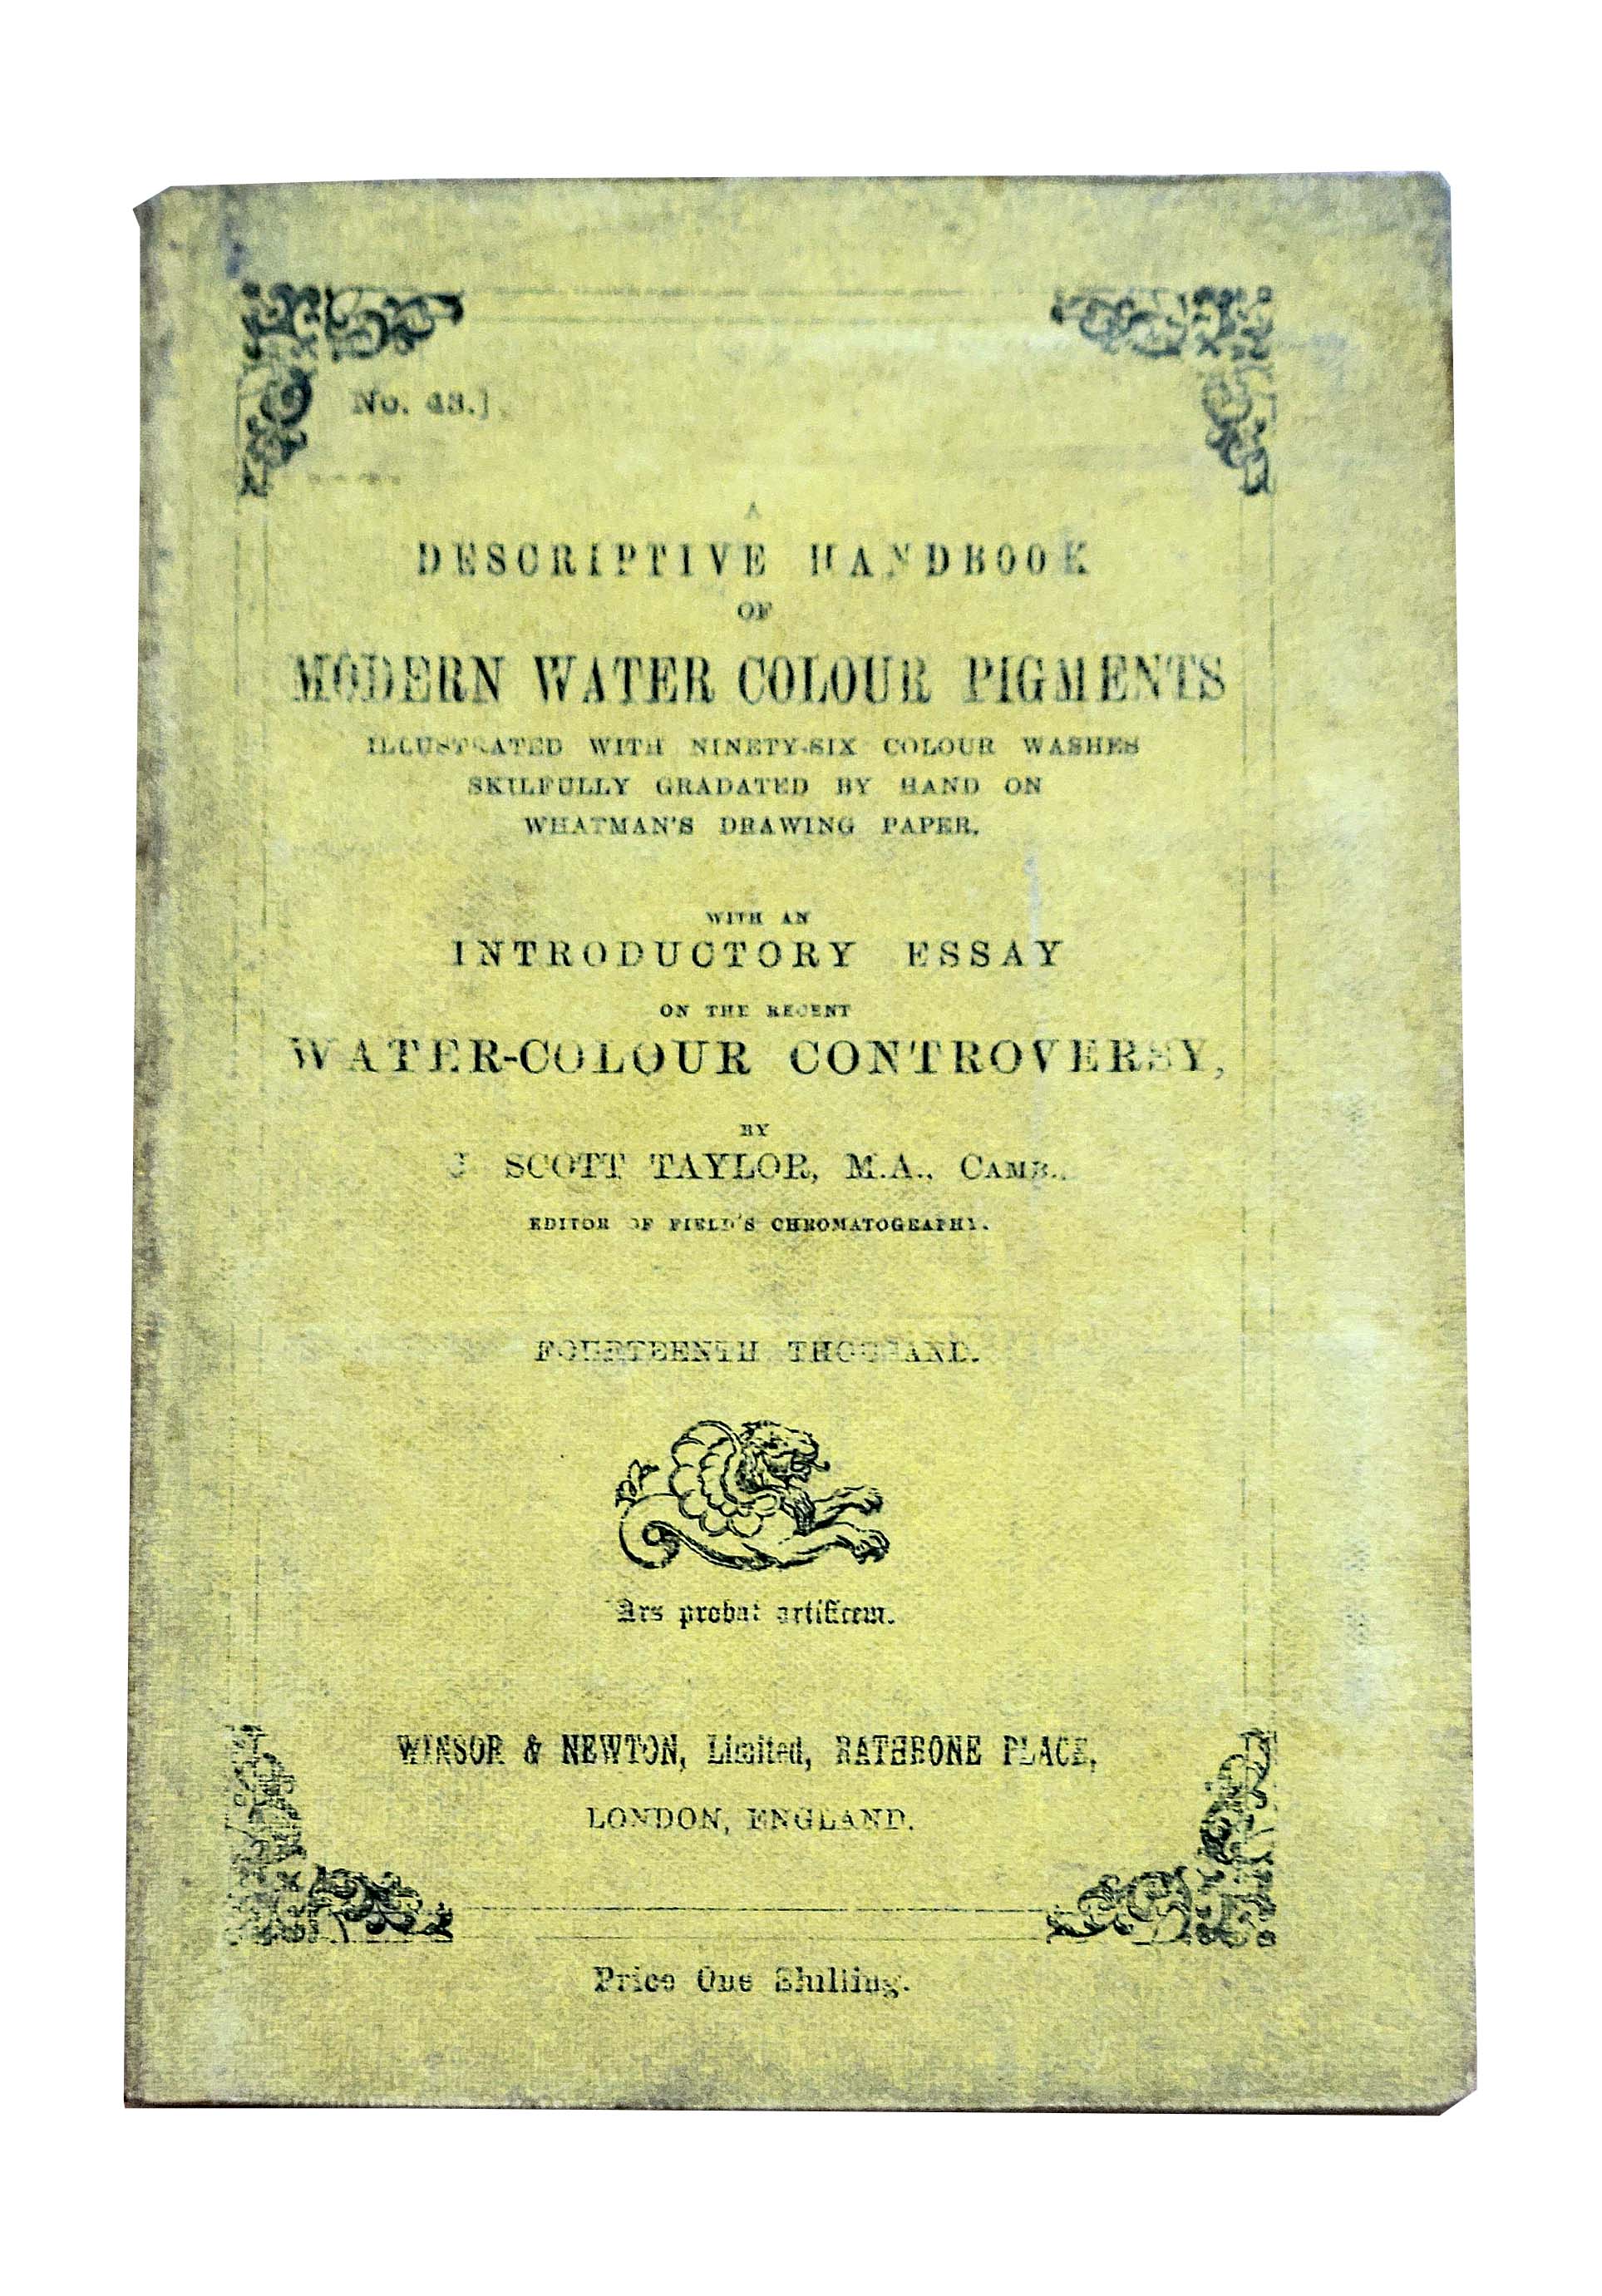 No. 43.]
A
DESCRIPTIVE HANDBOOK
OF
MODERN WATER COLOUR PIGMENTS
ILLUSTRATED WITH NINETY-SIX COLOUR WASHES
SKILFULLY GRADATED BY HAND ON
WHATMAN'S DRAWING PAPER.
WITH AN
INTRODUCTORY ESSAY
ON THE RECENT
WATER-COLOUR CONTROVERSY,
BY
J SCOTT TAYLOR, M.A., CAMB.,
EDITOR OF FIELD'S CHROMATOGRAPHY.
FOURTEENTH THOUSAND.
Ars probat artificem.
WINSOR & NEWTON, Limited, RATHBONE PLACE,
LONDON, ENGLAND.
Price One Shilling.